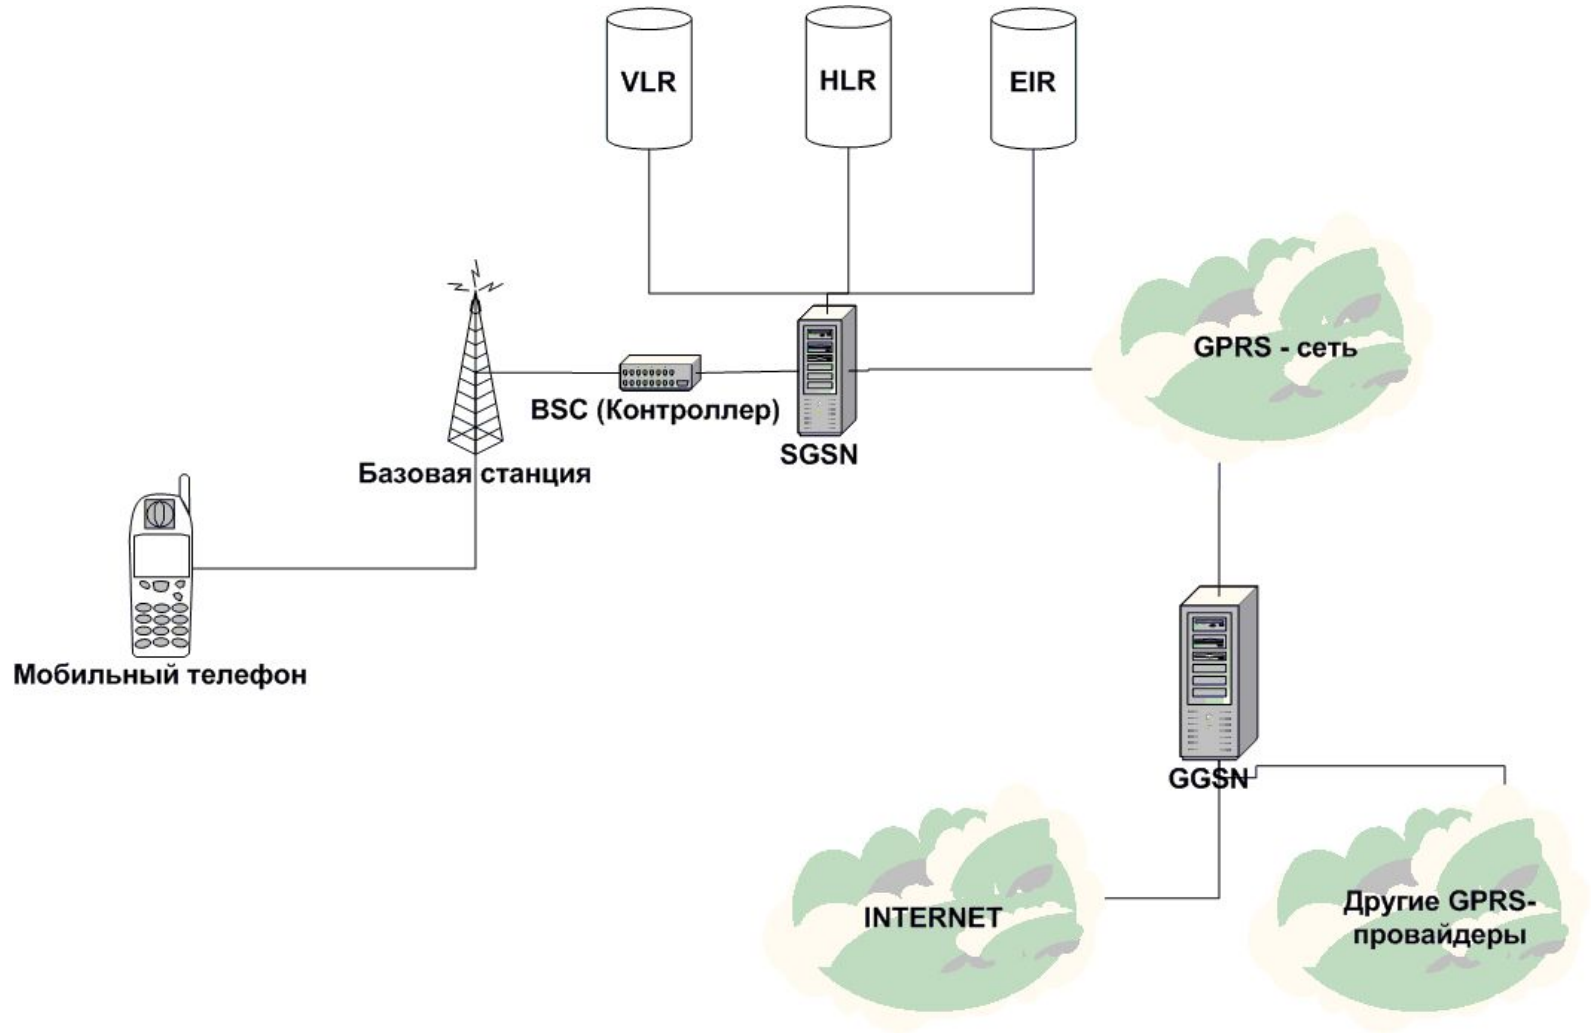 VLR
HLR
EIR
GPRS - сеть
BSC (Контроллер)
SGSN
Базовая станция
Мобильный телефон
GGSN
INTERNET
Другие GPRS-
провайдеры